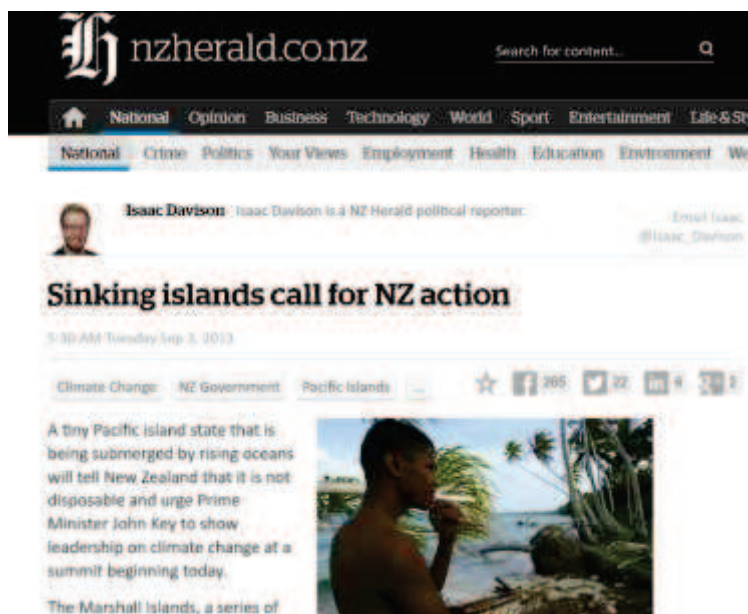 nzherald.co.nz
Search for content...
National Opinion Business Technology World Sport Entertainment Life & St
National Crime Politics Your Views Employment Health Education Environment We
Isaac Davison Isaac Davison is a NZ Herald political reporter.
Email Isaac
@Isaac_Davison
Sinking islands call for NZ action
5:30 AM Tuesday Sep 3, 2013
Climate Change NZ Government Pacific Islands ... 265 22 6 2
A tiny Pacific island state that is
being submerged by rising oceans
will tell New Zealand that it is not
disposable and urge Prime
Minister John Key to show
leadership on climate change at a
summit beginning today.
The Marshall Islands, a series of